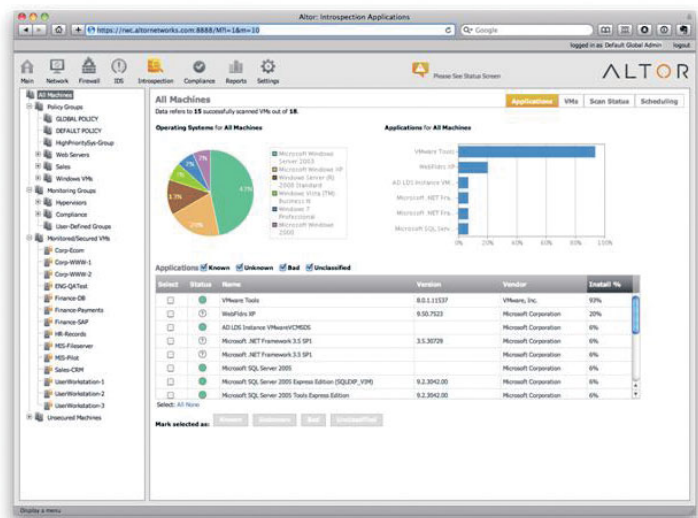 Altor: Introspection Applications
https://rwc.altornetworks.com:8888/M?l=1&m=10
Google
logged in as Default Global Admin logout
Main Network Firewall IDS Introspection Compliance Reports Settings
Please See Status Screen
ALTOR
All Machines
Policy Groups
GLOBAL POLICY
DEFAULT POLICY
HighPrioritySys-Group
Web Servers
Sales
Windows VMs
Monitoring Groups
Hypervisors
Compliance
User-Defined Groups
Monitored/Secured VMs
Corp-Ecom
Corp-WWW-1
Corp-WWW-2
ENG-QATest
Finance-DB
Finance-Payments
Finance-SAP
HR-Records
MIS-Fileserver
MIS-Pilot
Sales-CRM
UserWorkstation-1
UserWorkstation-2
UserWorkstation-3
Unsecured Machines
All Machines
Applications VMs Scan Status Scheduling
Data refers to 15 successfully scanned VMs out of 18.
Operating Systems for All Machines
7%
7%
13%
20%
47%
Microsoft Windows Server 2003
Microsoft Windows XP
Windows Server (R) 2008 Standard
Windows Vista (TM) Business N
Windows 7 Professional
Microsoft Windows 2000
Applications for All Machines
VMware Tools
WebFldrs XP
AD LDS Instance VM...
Microsoft .NET Fra...
Microsoft .NET Fra...
Microsoft SQL Serv...
0% 20% 40% 60% 80% 100%
Applications Known Unknown Bad Unclassified
Select Status Name Version Vendor Install %
VMware Tools 8.0.1.11537 VMware, Inc. 93%
WebFldrs XP 9.50.7523 Microsoft Corporation 20%
AD LDS Instance VMwareVCMSDS Microsoft Corporation 6%
Microsoft .NET Framework 3.5 SP1 3.5.30729 Microsoft Corporation 6%
Microsoft .NET Framework 3.5 SP1 Microsoft Corporation 6%
Microsoft SQL Server 2005 Microsoft Corporation 6%
Microsoft SQL Server 2005 Express Edition (SQLEXP_VIM) 9.2.3042.00 Microsoft Corporation 6%
Microsoft SQL Server 2005 Tools Express Edition 9.2.3042.00 Microsoft Corporation 6%
Select: All None
Mark selected as: Known Unknown Bad Unclassified
Display a menu